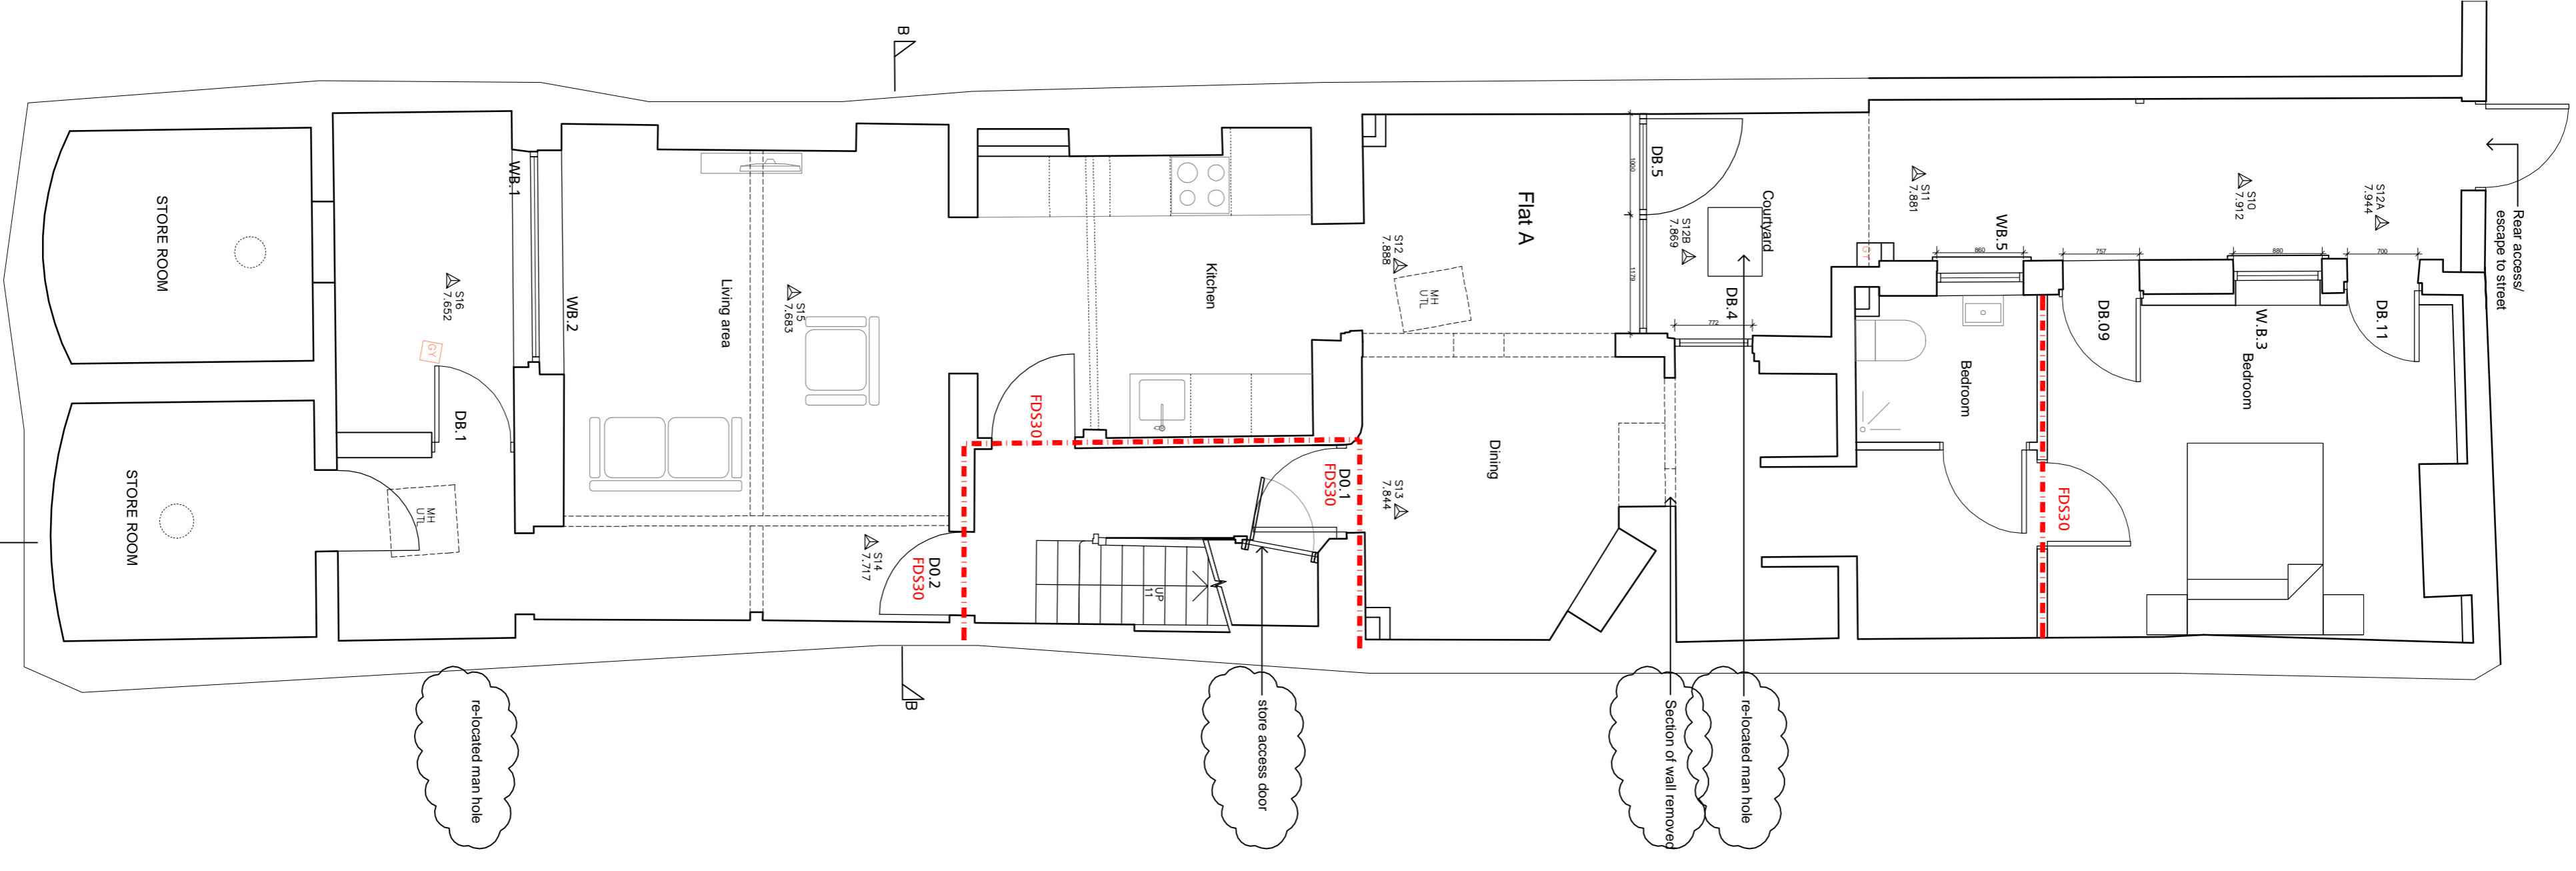 B
STORE ROOM
STORE ROOM
S16
7.652
GY
DB.1
MH
UTL
WB.1
WB.2
Living area
S15
7.683
S14
7.717
D0.2
FDS30
B
Kitchen
FDS30
UP
11
D0.1
FDS30
S12
7.888
MH
UTL
S13
7.844
Dining
Flat A
1000
1179
DB.5
S12B
7.869
Courtyard
DB.4
772
GY
S11
7.881
WB.5
860
Bedroom
757
DB.09
FDS30
S10
7.912
880
W.B.3
Bedroom
S12A
7.944
700
DB.11
Rear access/
escape to street
re-located man hole
store access door
Section of wall removed
re-located man hole